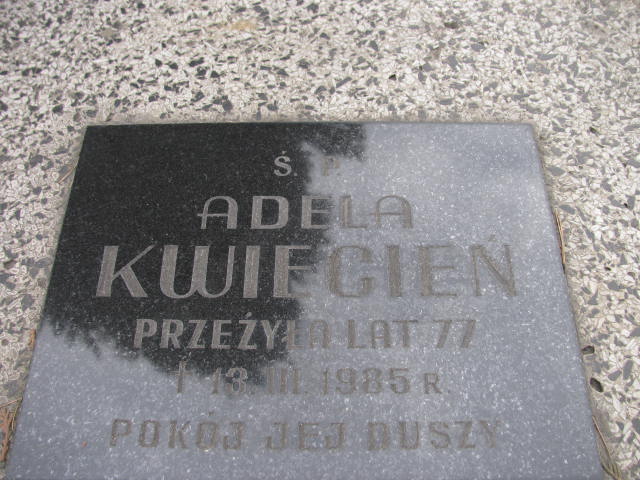 Ś. P.
ADELA
KWIECIEŃ
PRZEŻYŁA LAT 77
† 13. III. 1985 R.
POKÓJ JEJ DUSZY